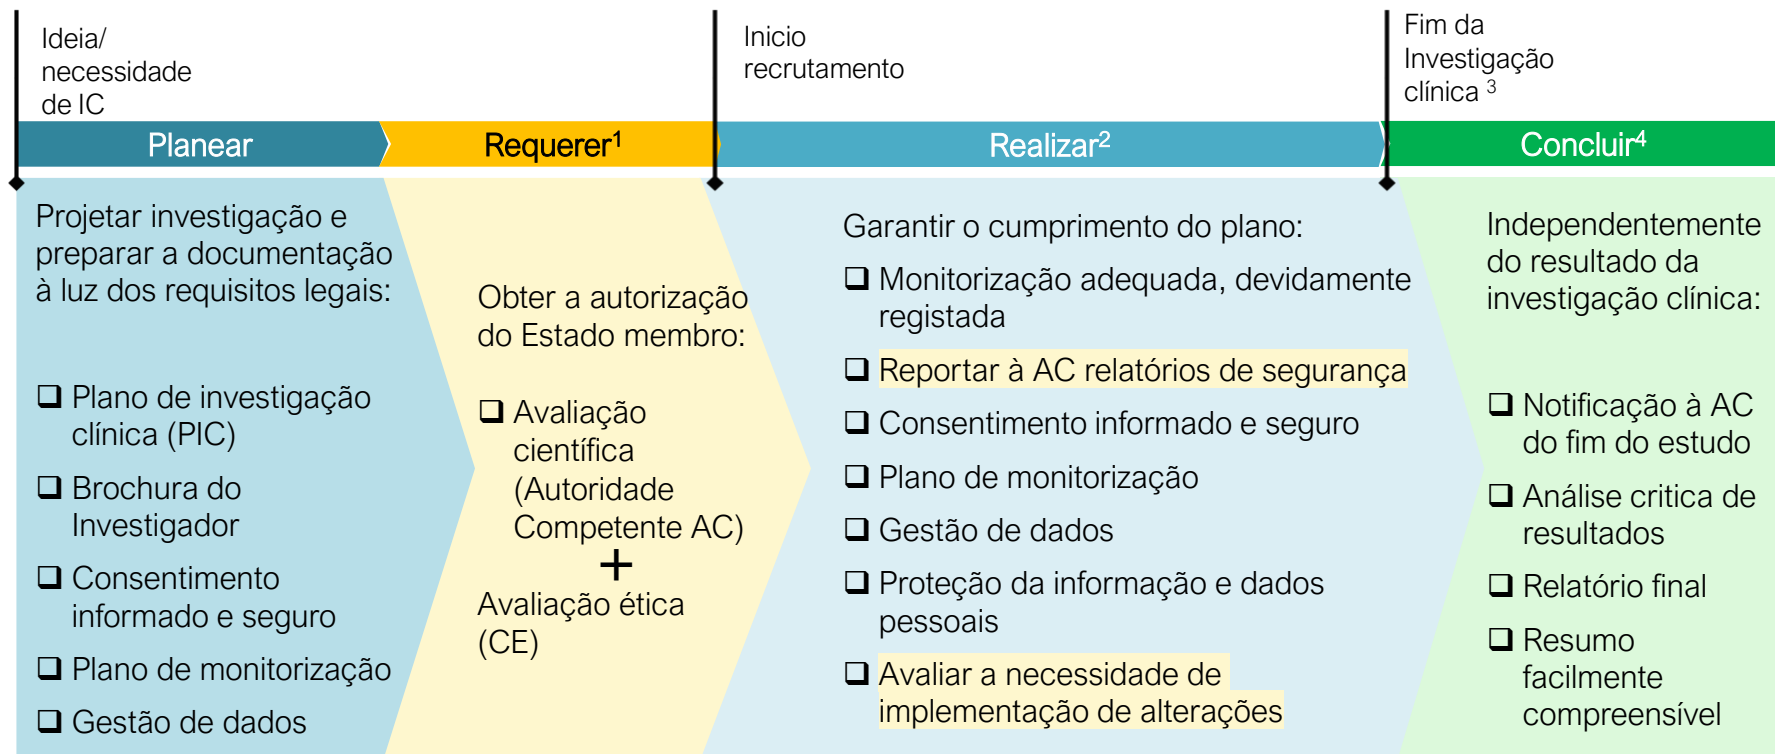 Ideia/
necessidade
de IC
Inicio
recrutamento
Fim da
Investigação
clínica ³
Planear
Requerer¹
Realizar²
Concluir⁴
Projetar investigação e
preparar a documentação
à luz dos requisitos legais:
❑ Plano de investigação
clínica (PIC)
❑ Brochura do
Investigador
❑ Consentimento
informado e seguro
❑ Plano de monitorização
❑ Gestão de dados
Obter a autorização
do Estado membro:
❑ Avaliação
científica
(Autoridade
Competente AC)
+
Avaliação ética
(CE)
Garantir o cumprimento do plano:
❑ Monitorização adequada, devidamente
registada
❑ Reportar à AC relatórios de segurança
❑ Consentimento informado e seguro
❑ Plano de monitorização
❑ Gestão de dados
❑ Proteção da informação e dados
pessoais
❑ Avaliar a necessidade de
implementação de alterações
Independentemente
do resultado da
investigação clínica:
❑ Notificação à AC
do fim do estudo
❑ Análise critica de
resultados
❑ Relatório final
❑ Resumo
facilmente
compreensível